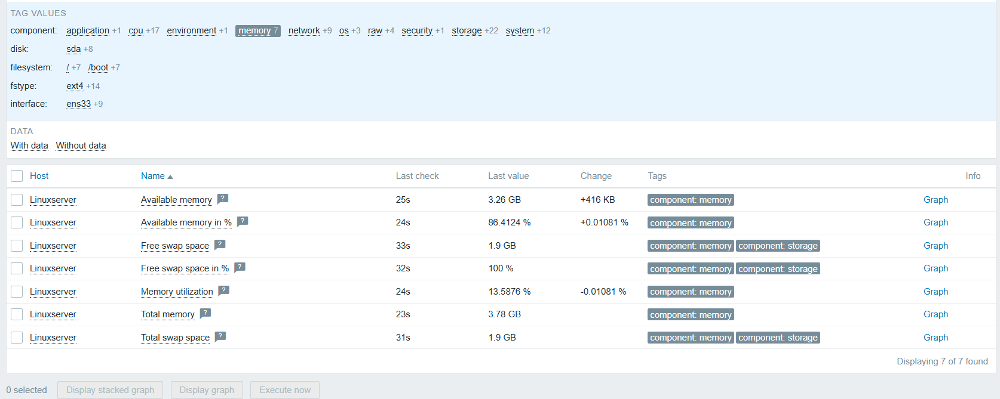 TAG VALUES
component: application +1 cpu +17 environment +1 memory 7 network +9 os +3 raw +4 security +1 storage +22 system +12
disk: sda +8
filesystem: / +7 /boot +7
fstype: ext4 +14
interface: ens33 +9
DATA
With data Without data
Host Name Last check Last value Change Tags Info
Linuxserver Available memory ? 25s 3.26 GB +416 KB component: memory Graph
Linuxserver Available memory in % ? 24s 86.4124 % +0.01081 % component: memory Graph
Linuxserver Free swap space ? 33s 1.9 GB component: memory component: storage Graph
Linuxserver Free swap space in % ? 32s 100 % component: memory component: storage Graph
Linuxserver Memory utilization ? 24s 13.5876 % -0.01081 % component: memory Graph
Linuxserver Total memory ? 23s 3.78 GB component: memory Graph
Linuxserver Total swap space ? 31s 1.9 GB component: memory component: storage Graph
Displaying 7 of 7 found
0 selected Display stacked graph Display graph Execute now